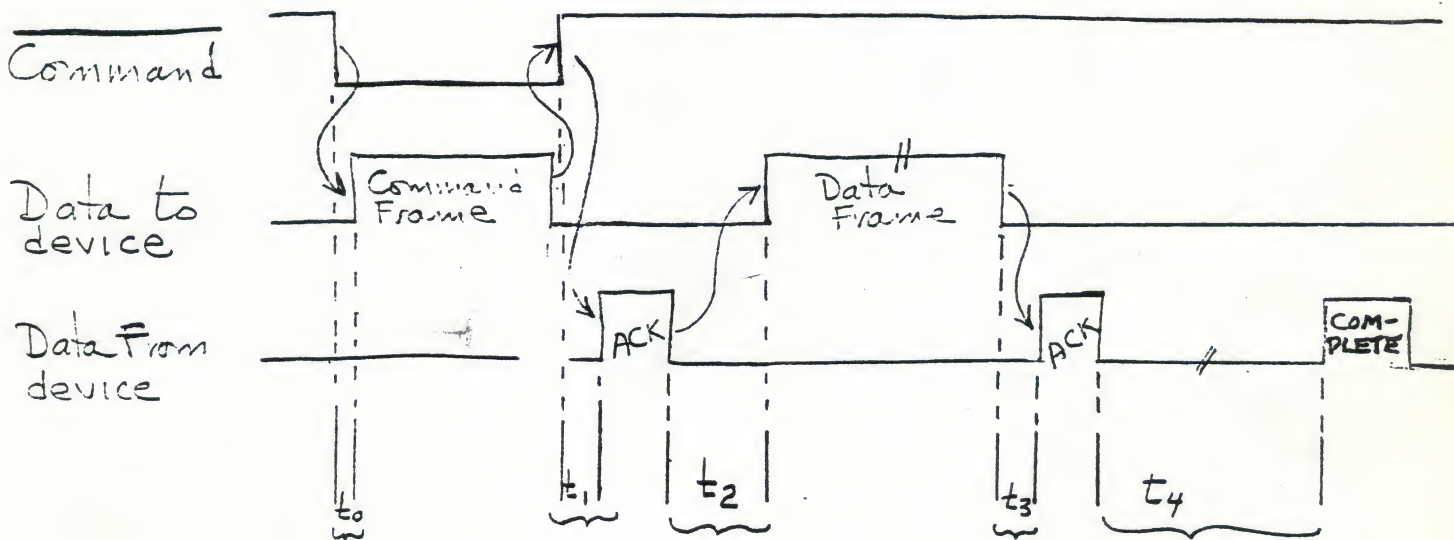 Command
Data to
device
Command
Frame
Data
Frame
Data From
device
ACK
ACK
COM-
PLETE
t0
t1
t2
t3
t4